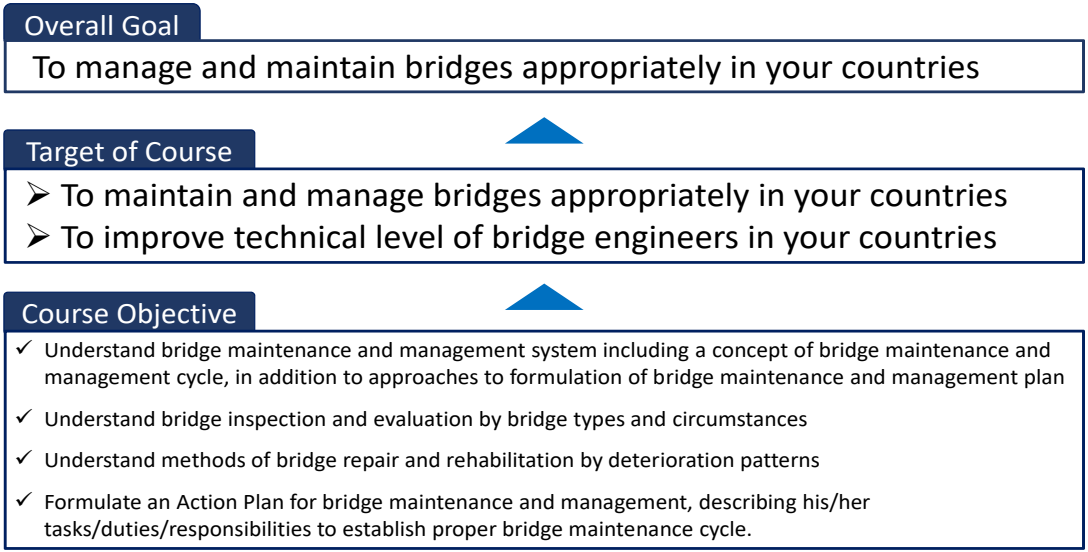 Overall Goal
To manage and maintain bridges appropriately in your countries
Target of Course
➢ To maintain and manage bridges appropriately in your countries
➢ To improve technical level of bridge engineers in your countries
Course Objective
✓ Understand bridge maintenance and management system including a concept of bridge maintenance and
management cycle, in addition to approaches to formulation of bridge maintenance and management plan
✓ Understand bridge inspection and evaluation by bridge types and circumstances
✓ Understand methods of bridge repair and rehabilitation by deterioration patterns
✓ Formulate an Action Plan for bridge maintenance and management, describing his/her
tasks/duties/responsibilities to establish proper bridge maintenance cycle.